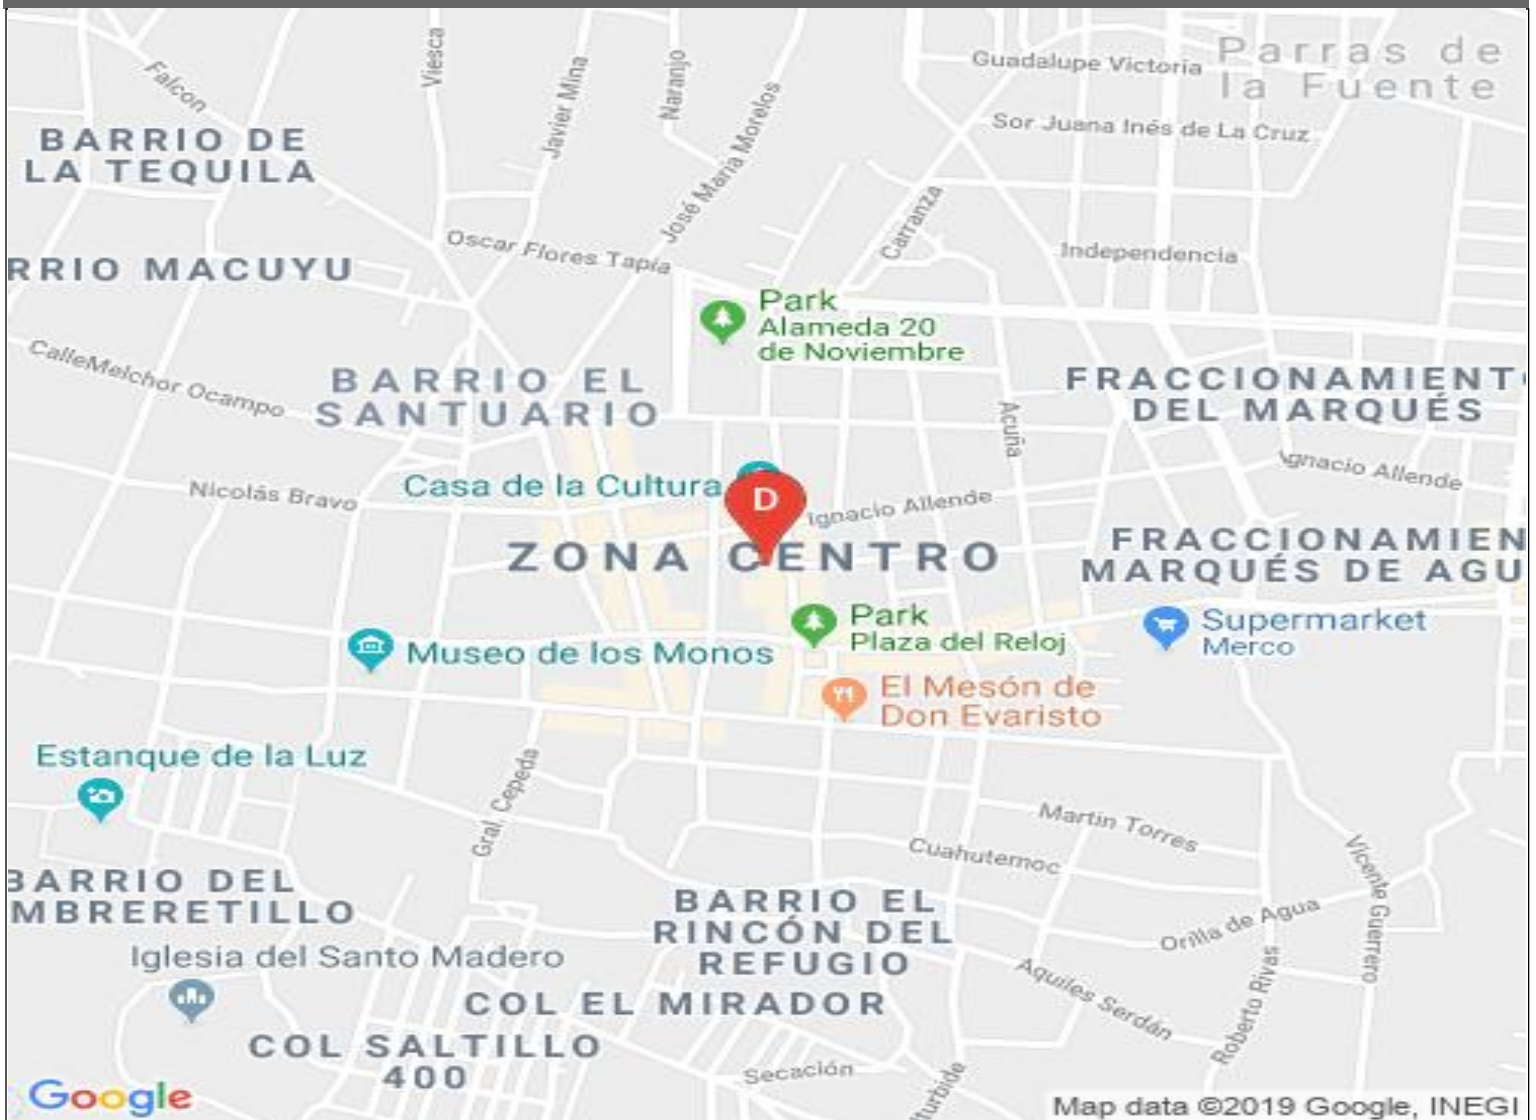 Guadalupe Victoria
Parras de
la Fuente
Falcon
Viesca
Javier Mina
Naranjo
José María Morelos
Sor Juana Inés de La Cruz
BARRIO DE
LA TEQUILA
Carranza
Oscar Flores Tapia
Independencia
RRIO MACUYU
Park
Alameda 20
de Noviembre
CalleMelchor Ocampo
BARRIO EL
SANTUARIO
FRACCIONAMIENT
DEL MARQUÉS
Acuña
Ignacio Allende
Casa de la Cultura
D
Nicolás Bravo
Ignacio Allende
ZONA CENTRO
FRACCIONAMIEN
MARQUÉS DE AGU
Park
Plaza del Reloj
Supermarket
Merco
Museo de los Monos
El Mesón de
Don Evaristo
Estanque de la Luz
Gral. Cepeda
Martin Torres
Cuahutemoc
Vicente Guerrero
BARRIO DEL
MBRERETILLO
BARRIO EL
RINCÓN DEL
REFUGIO
Orilla de Agua
Iglesia del Santo Madero
Aquiles Serdán
Roberto Rivas
COL EL MIRADOR
COL SALTILLO
400
Secación
turbide
Google
Map data ©2019 Google, INEGI